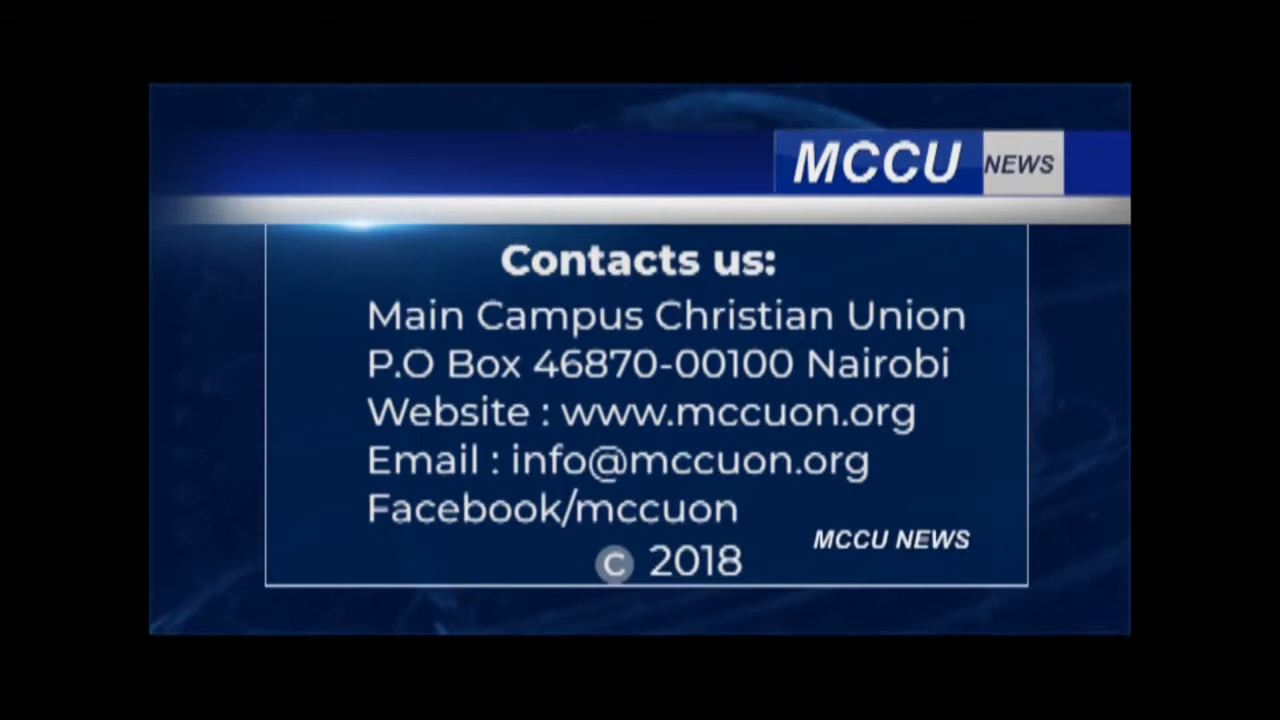 MCCU NEWS
Contacts us:
Main Campus Christian Union
P.O Box 46870-00100 Nairobi
Website : www.mccuon.org
Email : info@mccuon.org
Facebook/mccuon
MCCU NEWS
© 2018